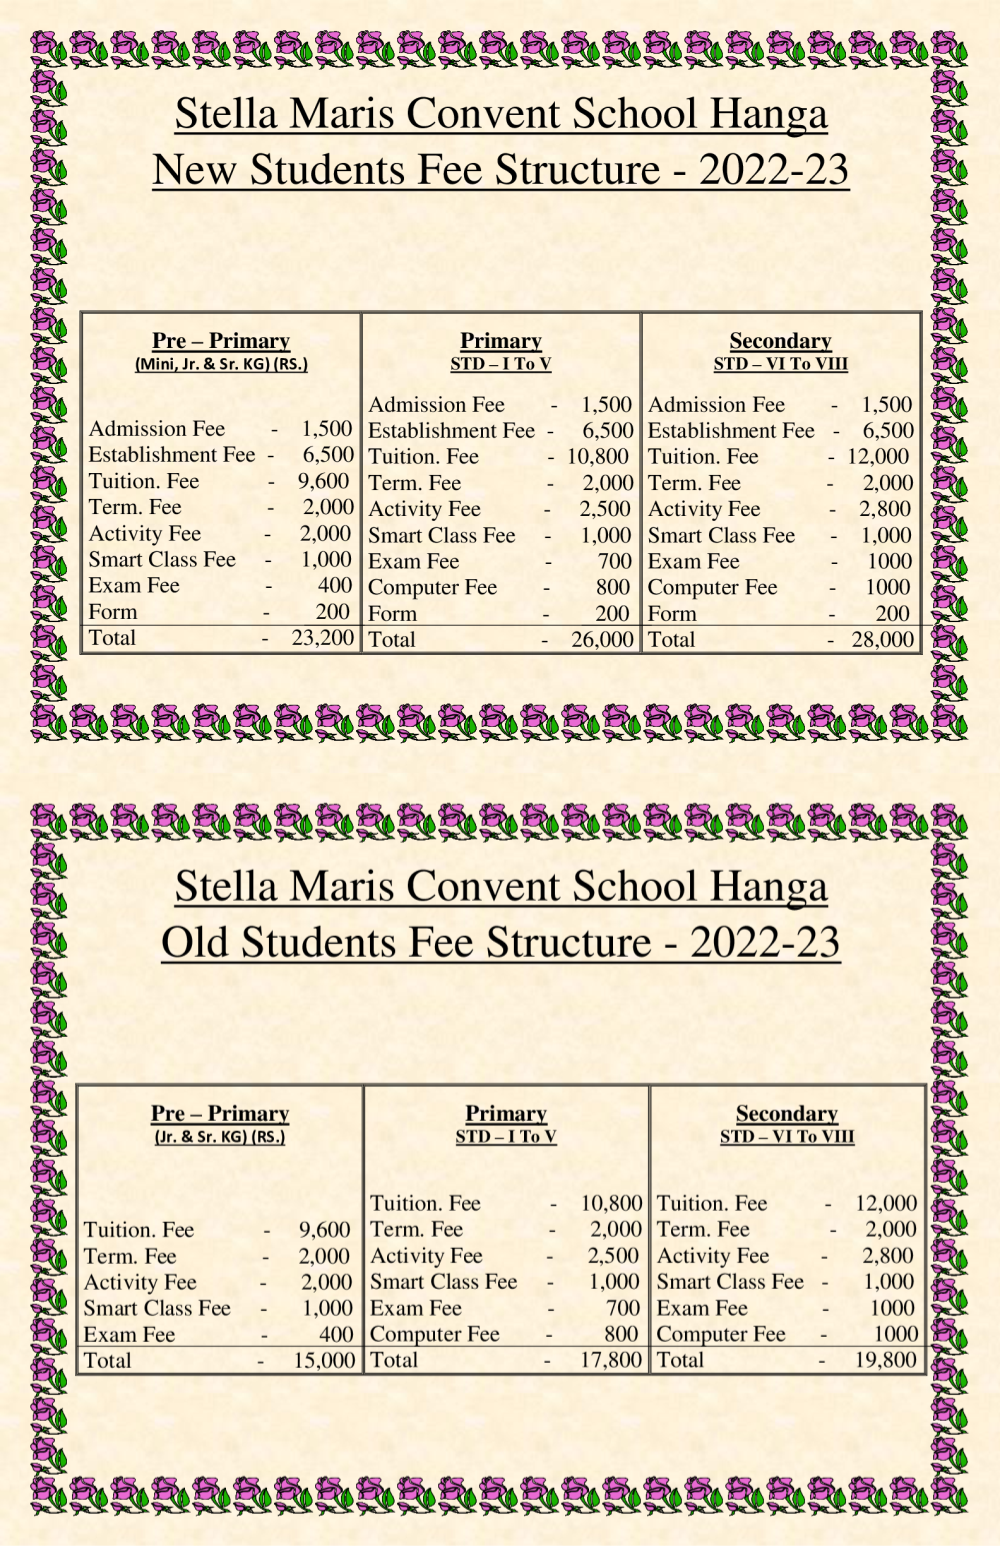 Stella Maris Convent School Hanga
New Students Fee Structure - 2022-23
Pre – Primary
(Mini, Jr. & Sr. KG) (RS.)
Admission Fee - 1,500
Establishment Fee - 6,500
Tuition. Fee - 9,600
Term. Fee - 2,000
Activity Fee - 2,000
Smart Class Fee - 1,000
Exam Fee - 400
Form - 200
Total - 23,200
Primary
STD – I To V
Admission Fee - 1,500
Establishment Fee - 6,500
Tuition. Fee - 10,800
Term. Fee - 2,000
Activity Fee - 2,500
Smart Class Fee - 1,000
Exam Fee - 700
Computer Fee - 800
Form - 200
Total - 26,000
Secondary
STD – VI To VIII
Admission Fee - 1,500
Establishment Fee - 6,500
Tuition. Fee - 12,000
Term. Fee - 2,000
Activity Fee - 2,800
Smart Class Fee - 1,000
Exam Fee - 1000
Computer Fee - 1000
Form - 200
Total - 28,000
Stella Maris Convent School Hanga
Old Students Fee Structure - 2022-23
Pre – Primary
(Jr. & Sr. KG) (RS.)
Tuition. Fee - 9,600
Term. Fee - 2,000
Activity Fee - 2,000
Smart Class Fee - 1,000
Exam Fee - 400
Total - 15,000
Primary
STD – I To V
Tuition. Fee - 10,800
Term. Fee - 2,000
Activity Fee - 2,500
Smart Class Fee - 1,000
Exam Fee - 700
Computer Fee - 800
Total - 17,800
Secondary
STD – VI To VIII
Tuition. Fee - 12,000
Term. Fee - 2,000
Activity Fee - 2,800
Smart Class Fee - 1,000
Exam Fee - 1000
Computer Fee - 1000
Total - 19,800